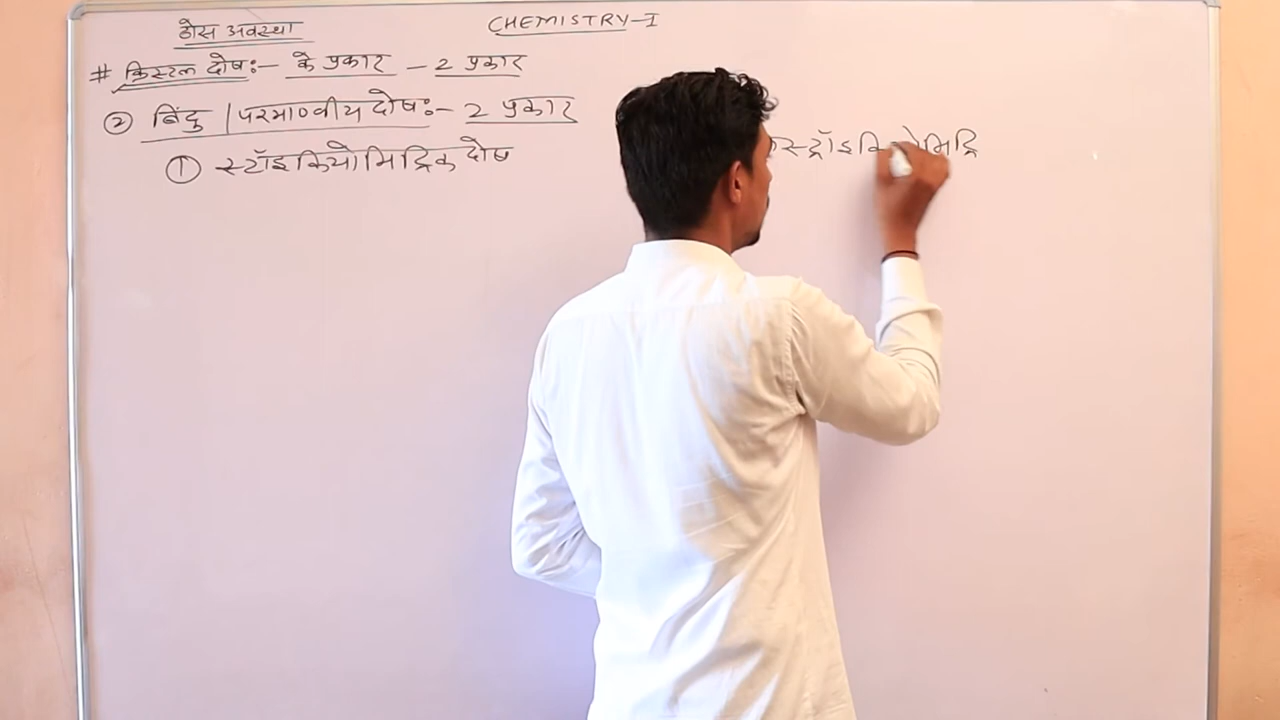 ठोस अवस्था
CHEMISTRY-I
# क्रिस्टल दोष:- के प्रकार - 2 प्रकार
② बिंदु / परमाण्वीय दोष:- 2 प्रकार
① स्टॉइकियोमिट्रिक दोष